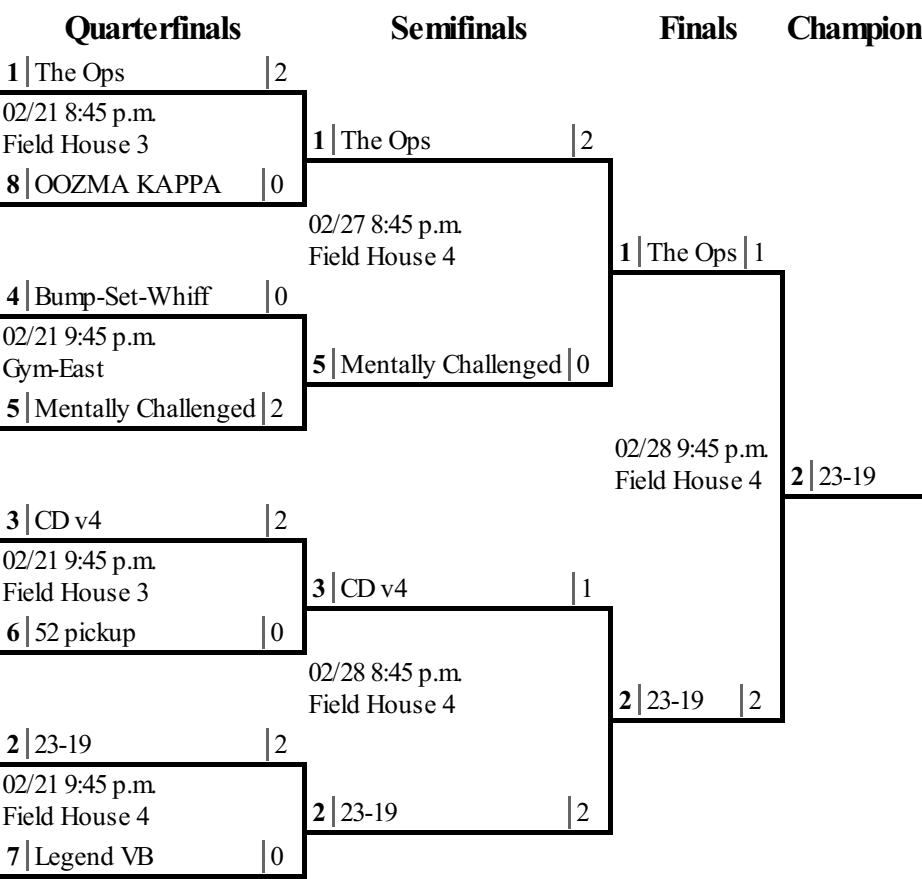 Quarterfinals Semifinals Finals Champion
1 The Ops 2
02/21 8:45 p.m.
Field House 3
8 OOZMA KAPPA 0
4 Bump-Set-Whiff 0
02/21 9:45 p.m.
Gym-East
5 Mentally Challenged 2
3 CD v4 2
02/21 9:45 p.m.
Field House 3
6 52 pickup 0
2 23-19 2
02/21 9:45 p.m.
Field House 4
7 Legend VB 0
1 The Ops 2
02/27 8:45 p.m.
Field House 4
5 Mentally Challenged 0
3 CD v4 1
02/28 8:45 p.m.
Field House 4
2 23-19 2
1 The Ops 1
02/28 9:45 p.m.
Field House 4
2 23-19 2
2 23-19